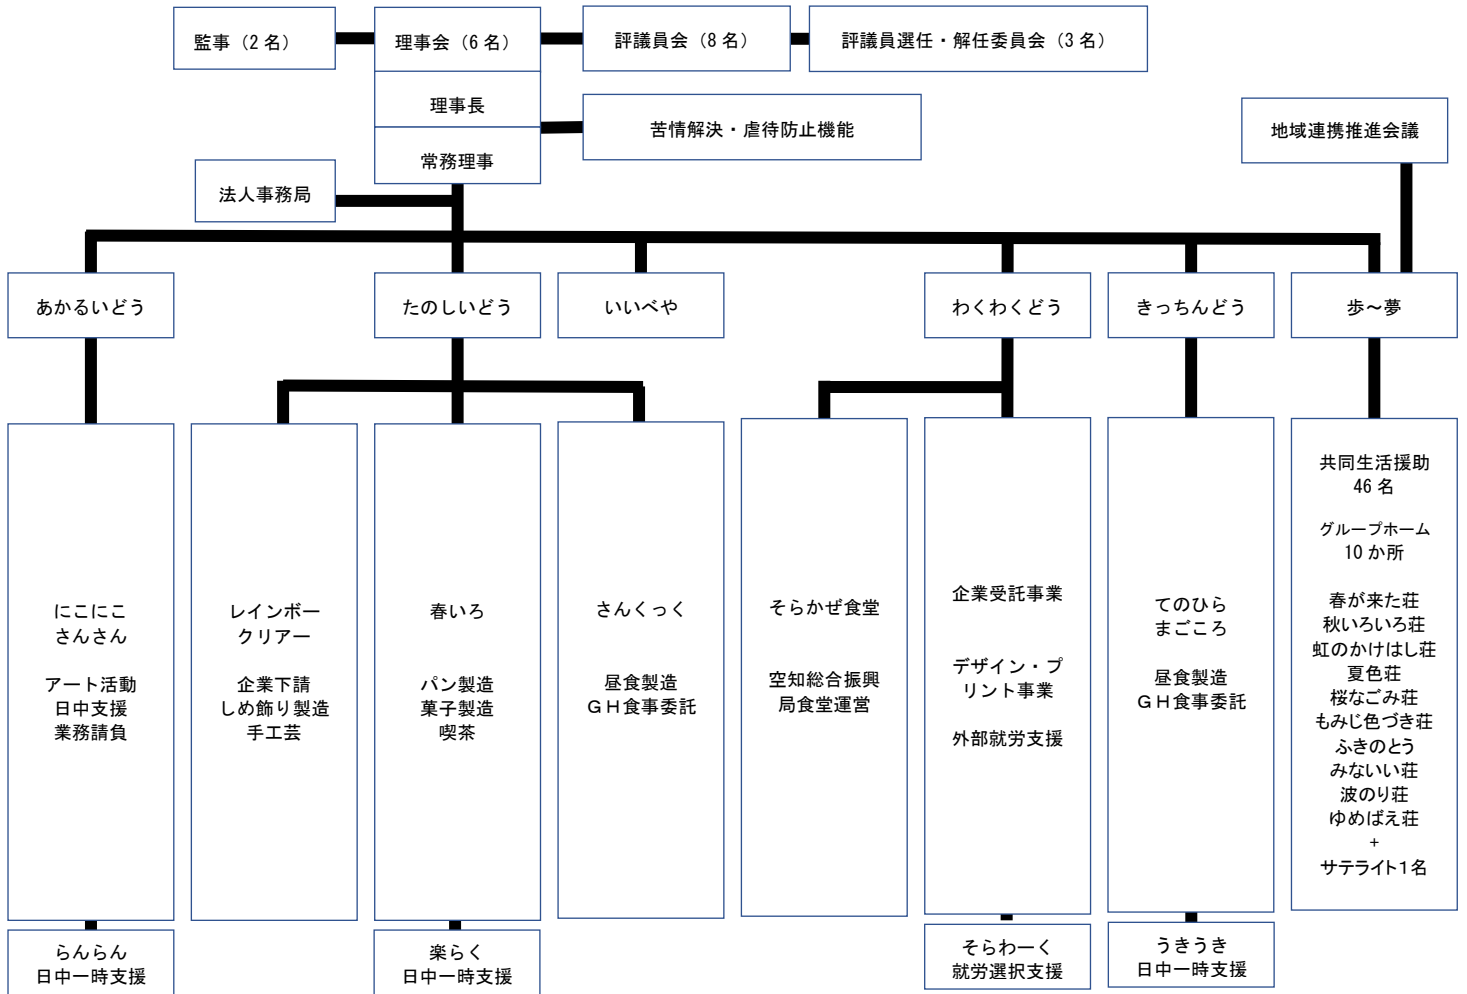 監事（2 名）
理事会（6 名）
評議員会（8 名）
評議員選任・解任委員会（3 名）
理事長
常務理事
苦情解決・虐待防止機能
地域連携推進会議
法人事務局
あかるいどう
たのしいどう
いいべや
わくわくどう
きっちんどう
歩～夢
にこにこ
さんさん
アート活動
日中支援
業務請負
レインボー
クリアー
企業下請
しめ飾り製造
手工芸
春いろ
パン製造
菓子製造
喫茶
さんくっく
昼食製造
ＧＨ食事委託
そらかぜ食堂
空知総合振興
局食堂運営
企業受託事業
デザイン・プ
リント事業
外部就労支援
てのひら
まごころ
昼食製造
ＧＨ食事委託
共同生活援助
46 名
グループホーム
10 か所
春が来た荘
秋いろいろ荘
虹のかけはし荘
夏色荘
桜なごみ荘
もみじ色づき荘
ふきのとう
みないい荘
波のり荘
ゆめばえ荘
+
サテライト１名
らんらん
日中一時支援
楽らく
日中一時支援
そらわーく
就労選択支援
うきうき
日中一時支援